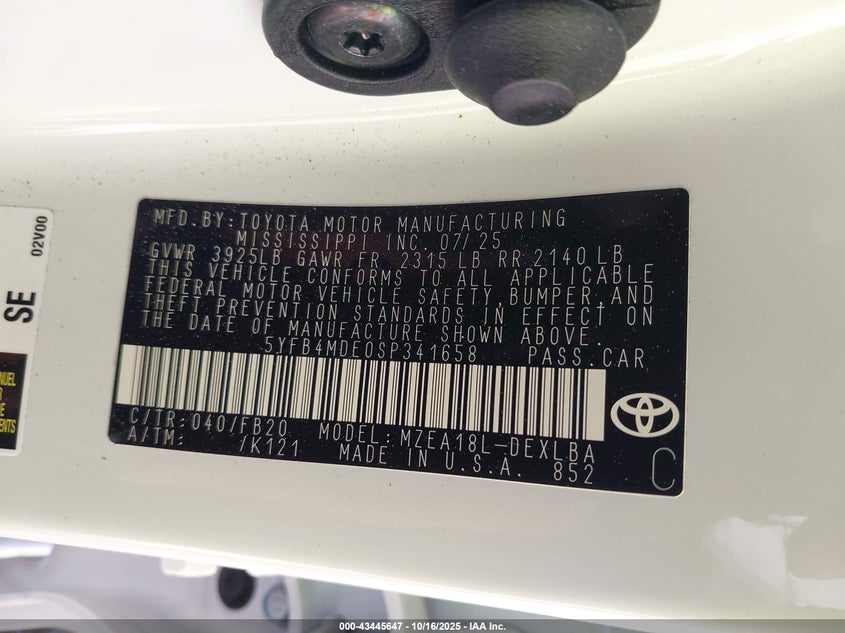 MFD.BY:TOYOTA MOTOR MANUFACTURING
MISSISSIPPI INC. 07/25
GVWR 3925LB GAWR FR 2315 LB RR 2140 LB
THIS VEHICLE CONFORMS TO ALL APPLICABLE
FEDERAL MOTOR VEHICLE SAFETY,BUMPER,AND
THEFT PREVENTION STANDARDS IN EFFECT ON
THE DATE OF MANUFACTURE SHOWN ABOVE.
5YFB4MDE0SP341658 PASS.CAR
C/TR:040/FB20 MODEL:MZEA18L-DEXLBA
A/TM: /K121 MADE IN U.S.A. 852
C
02V00
SE
000-43445647 - 10/16/2025 - IAA Inc.